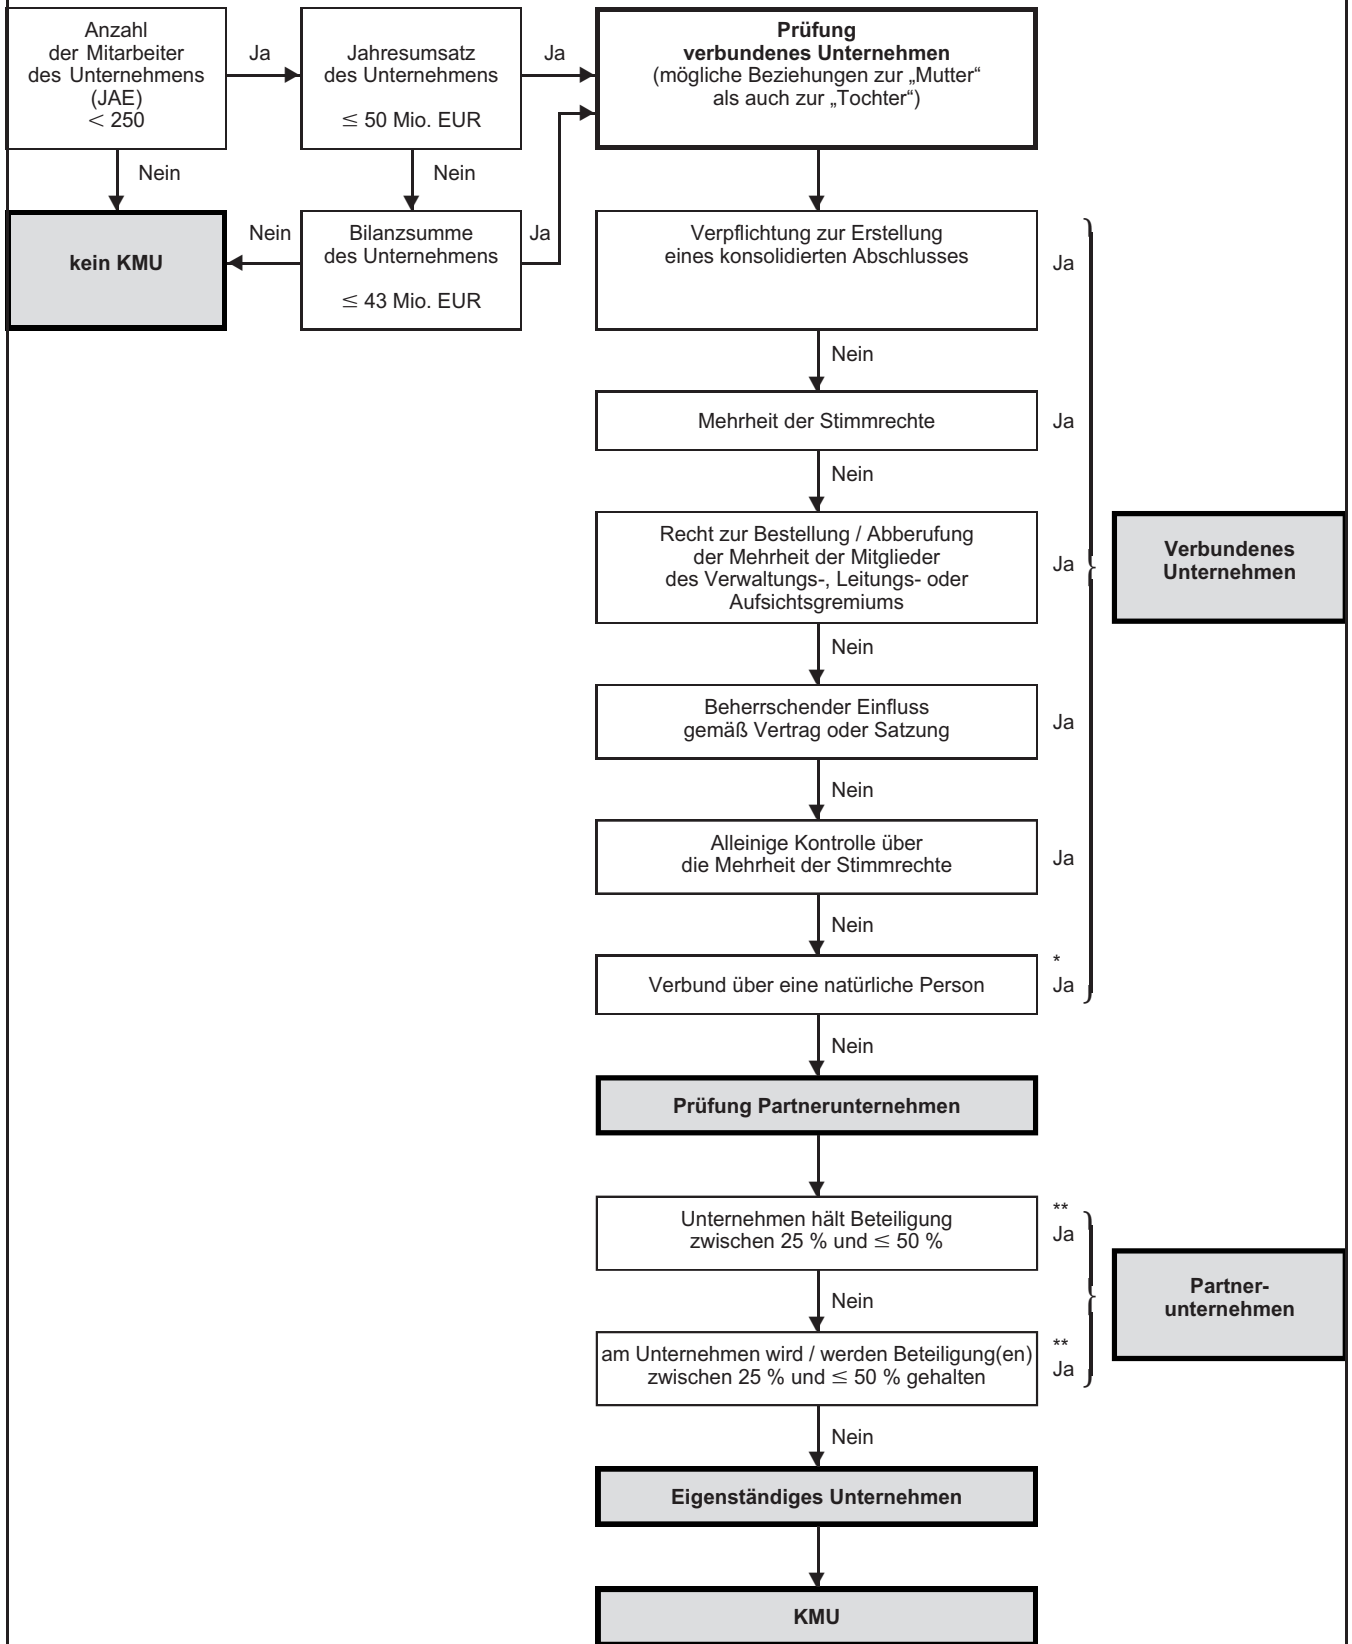 Anzahl
der Mitarbeiter
des Unternehmens
(JAE)
< 250
Ja
Jahresumsatz
des Unternehmens
≤ 50 Mio. EUR
Ja
Prüfung
verbundenes Unternehmen
(mögliche Beziehungen zur „Mutter“
als auch zur „Tochter“)
Nein
Nein
kein KMU
Nein
Bilanzsumme
des Unternehmens
≤ 43 Mio. EUR
Ja
Verpflichtung zur Erstellung
eines konsolidierten Abschlusses
Ja
Nein
Mehrheit der Stimmrechte
Ja
Nein
Recht zur Bestellung / Abberufung
der Mehrheit der Mitglieder
des Verwaltungs-, Leitungs- oder
Aufsichtsgremiums
Ja
Verbundenes
Unternehmen
Nein
Beherrschender Einfluss
gemäß Vertrag oder Satzung
Ja
Nein
Alleinige Kontrolle über
die Mehrheit der Stimmrechte
Ja
Nein
Verbund über eine natürliche Person
*
Ja
Nein
Prüfung Partnerunternehmen
Unternehmen hält Beteiligung
zwischen 25 % und ≤ 50 %
**
Ja
Partner-
unternehmen
Nein
am Unternehmen wird / werden Beteiligung(en)
zwischen 25 % und ≤ 50 % gehalten
**
Ja
Nein
Eigenständiges Unternehmen
KMU